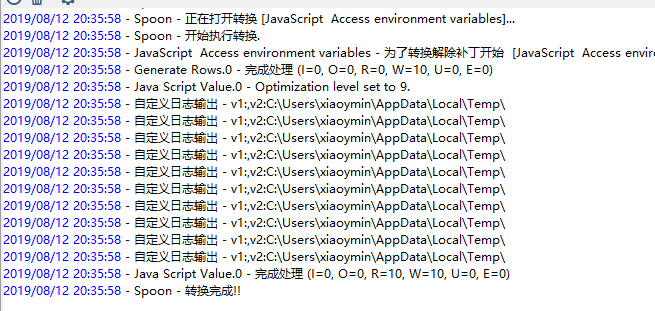 2019/08/12 20:35:58 - Spoon - 正在打开转换 [JavaScript  Access environment variables]...
2019/08/12 20:35:58 - Spoon - 开始执行转换.
2019/08/12 20:35:58 - JavaScript  Access environment variables - 为了转换解除补丁开始  [JavaScript  Access enviro
2019/08/12 20:35:58 - Generate Rows.0 - 完成处理 (I=0, O=0, R=0, W=10, U=0, E=0)
2019/08/12 20:35:58 - Java Script Value.0 - Optimization level set to 9.
2019/08/12 20:35:58 - 自定义日志输出 - v1:,v2:C:\Users\xiaoymin\AppData\Local\Temp\
2019/08/12 20:35:58 - 自定义日志输出 - v1:,v2:C:\Users\xiaoymin\AppData\Local\Temp\
2019/08/12 20:35:58 - 自定义日志输出 - v1:,v2:C:\Users\xiaoymin\AppData\Local\Temp\
2019/08/12 20:35:58 - 自定义日志输出 - v1:,v2:C:\Users\xiaoymin\AppData\Local\Temp\
2019/08/12 20:35:58 - 自定义日志输出 - v1:,v2:C:\Users\xiaoymin\AppData\Local\Temp\
2019/08/12 20:35:58 - 自定义日志输出 - v1:,v2:C:\Users\xiaoymin\AppData\Local\Temp\
2019/08/12 20:35:58 - 自定义日志输出 - v1:,v2:C:\Users\xiaoymin\AppData\Local\Temp\
2019/08/12 20:35:58 - 自定义日志输出 - v1:,v2:C:\Users\xiaoymin\AppData\Local\Temp\
2019/08/12 20:35:58 - 自定义日志输出 - v1:,v2:C:\Users\xiaoymin\AppData\Local\Temp\
2019/08/12 20:35:58 - 自定义日志输出 - v1:,v2:C:\Users\xiaoymin\AppData\Local\Temp\
2019/08/12 20:35:58 - Java Script Value.0 - 完成处理 (I=0, O=0, R=10, W=10, U=0, E=0)
2019/08/12 20:35:58 - Spoon - 转换完成!!